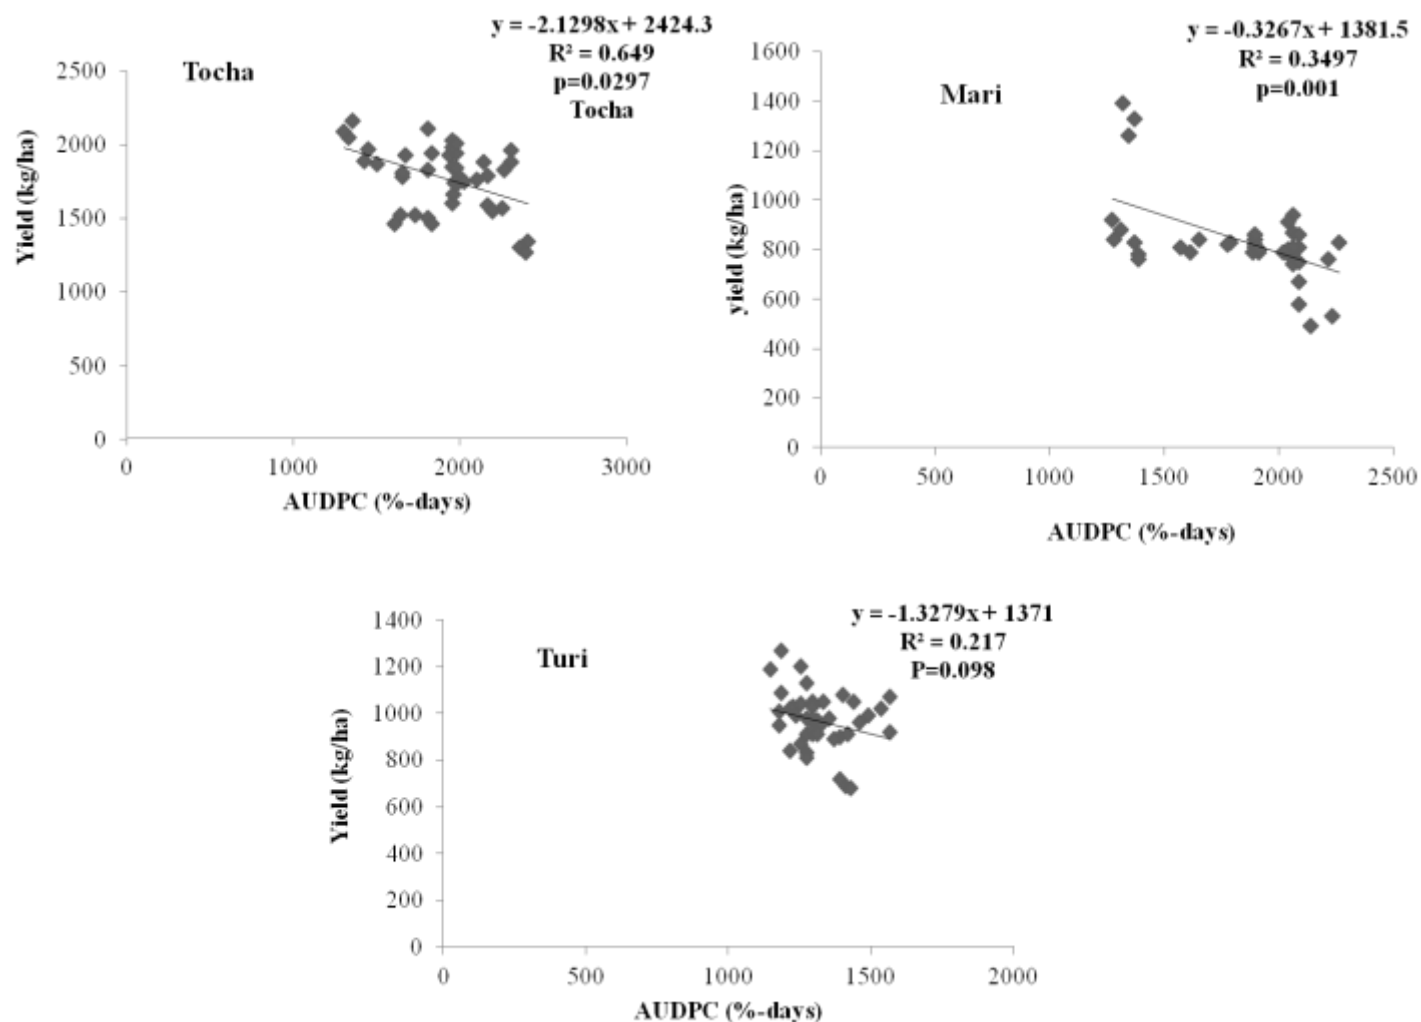 y = -2.1298x + 2424.3
R² = 0.649
p=0.0297
Tocha
Tocha
2500
2000
1500
1000
500
0
0 1000 2000 3000
Yield (kg/ha)
AUDPC (%-days)
y = -0.3267x + 1381.5
R² = 0.3497
p=0.001
Mari
1600
1400
1200
1000
800
600
400
200
0
0 500 1000 1500 2000 2500
yield (kg/ha)
AUDPC (%-days)
y = -1.3279x + 1371
R² = 0.217
P=0.098
Turi
1400
1200
1000
800
600
400
200
0
0 500 1000 1500 2000
Yield (kg/ha)
AUDPC (%-days)